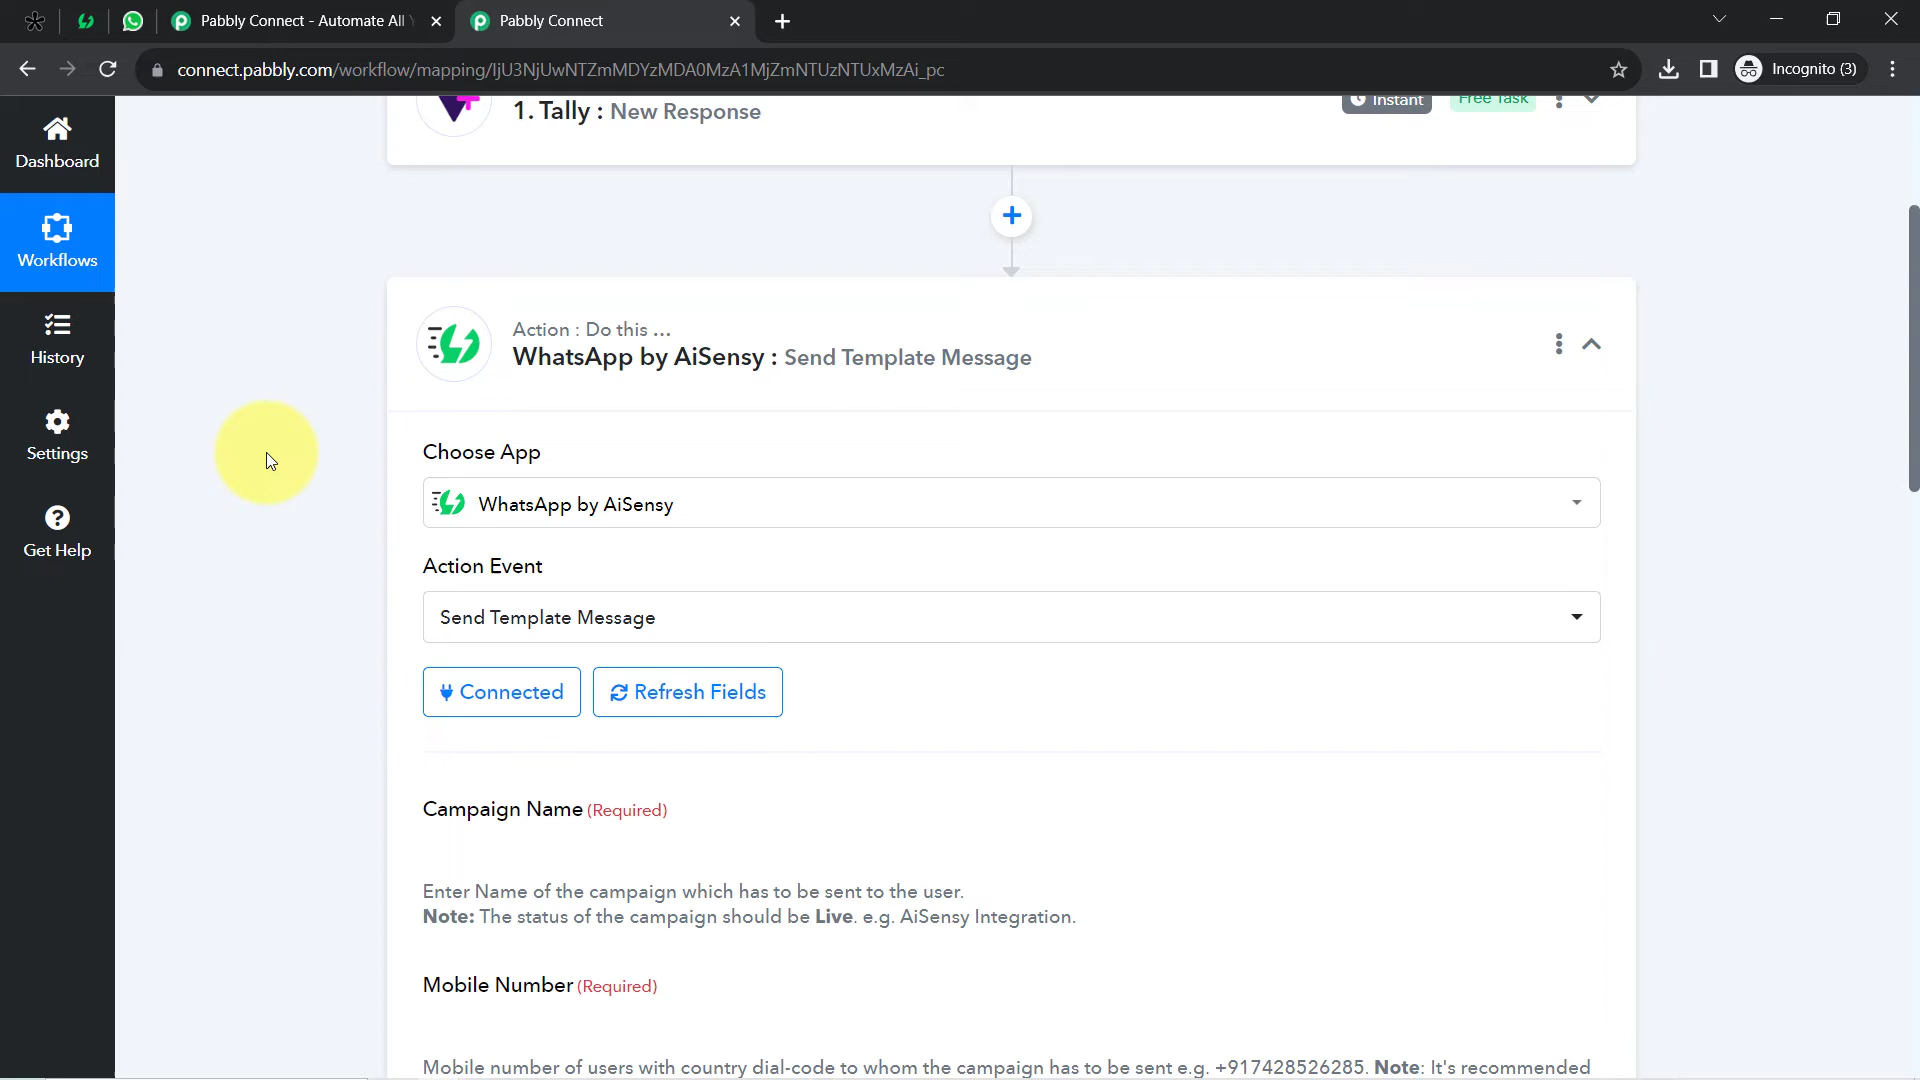 Pabbly Connect - Automate All
Pabbly Connect
connect.pabbly.com/workflow/mapping/IjU3NjUwNTZmMDYzMDA0MzA1MjZmNTUzNTUxMzAi_pc
Incognito (3)
Dashboard
Workflows
History
Settings
Get Help
1. Tally : New Response
Instant
Free Task
Action : Do this ...
WhatsApp by AiSensy : Send Template Message
Choose App
WhatsApp by AiSensy
Action Event
Send Template Message
Connected
Refresh Fields
Campaign Name (Required)
Enter Name of the campaign which has to be sent to the user.
Note: The status of the campaign should be Live. e.g. AiSensy Integration.
Mobile Number (Required)
Mobile number of users with country dial-code to whom the campaign has to be sent e.g. +917428526285. Note: It's recommended